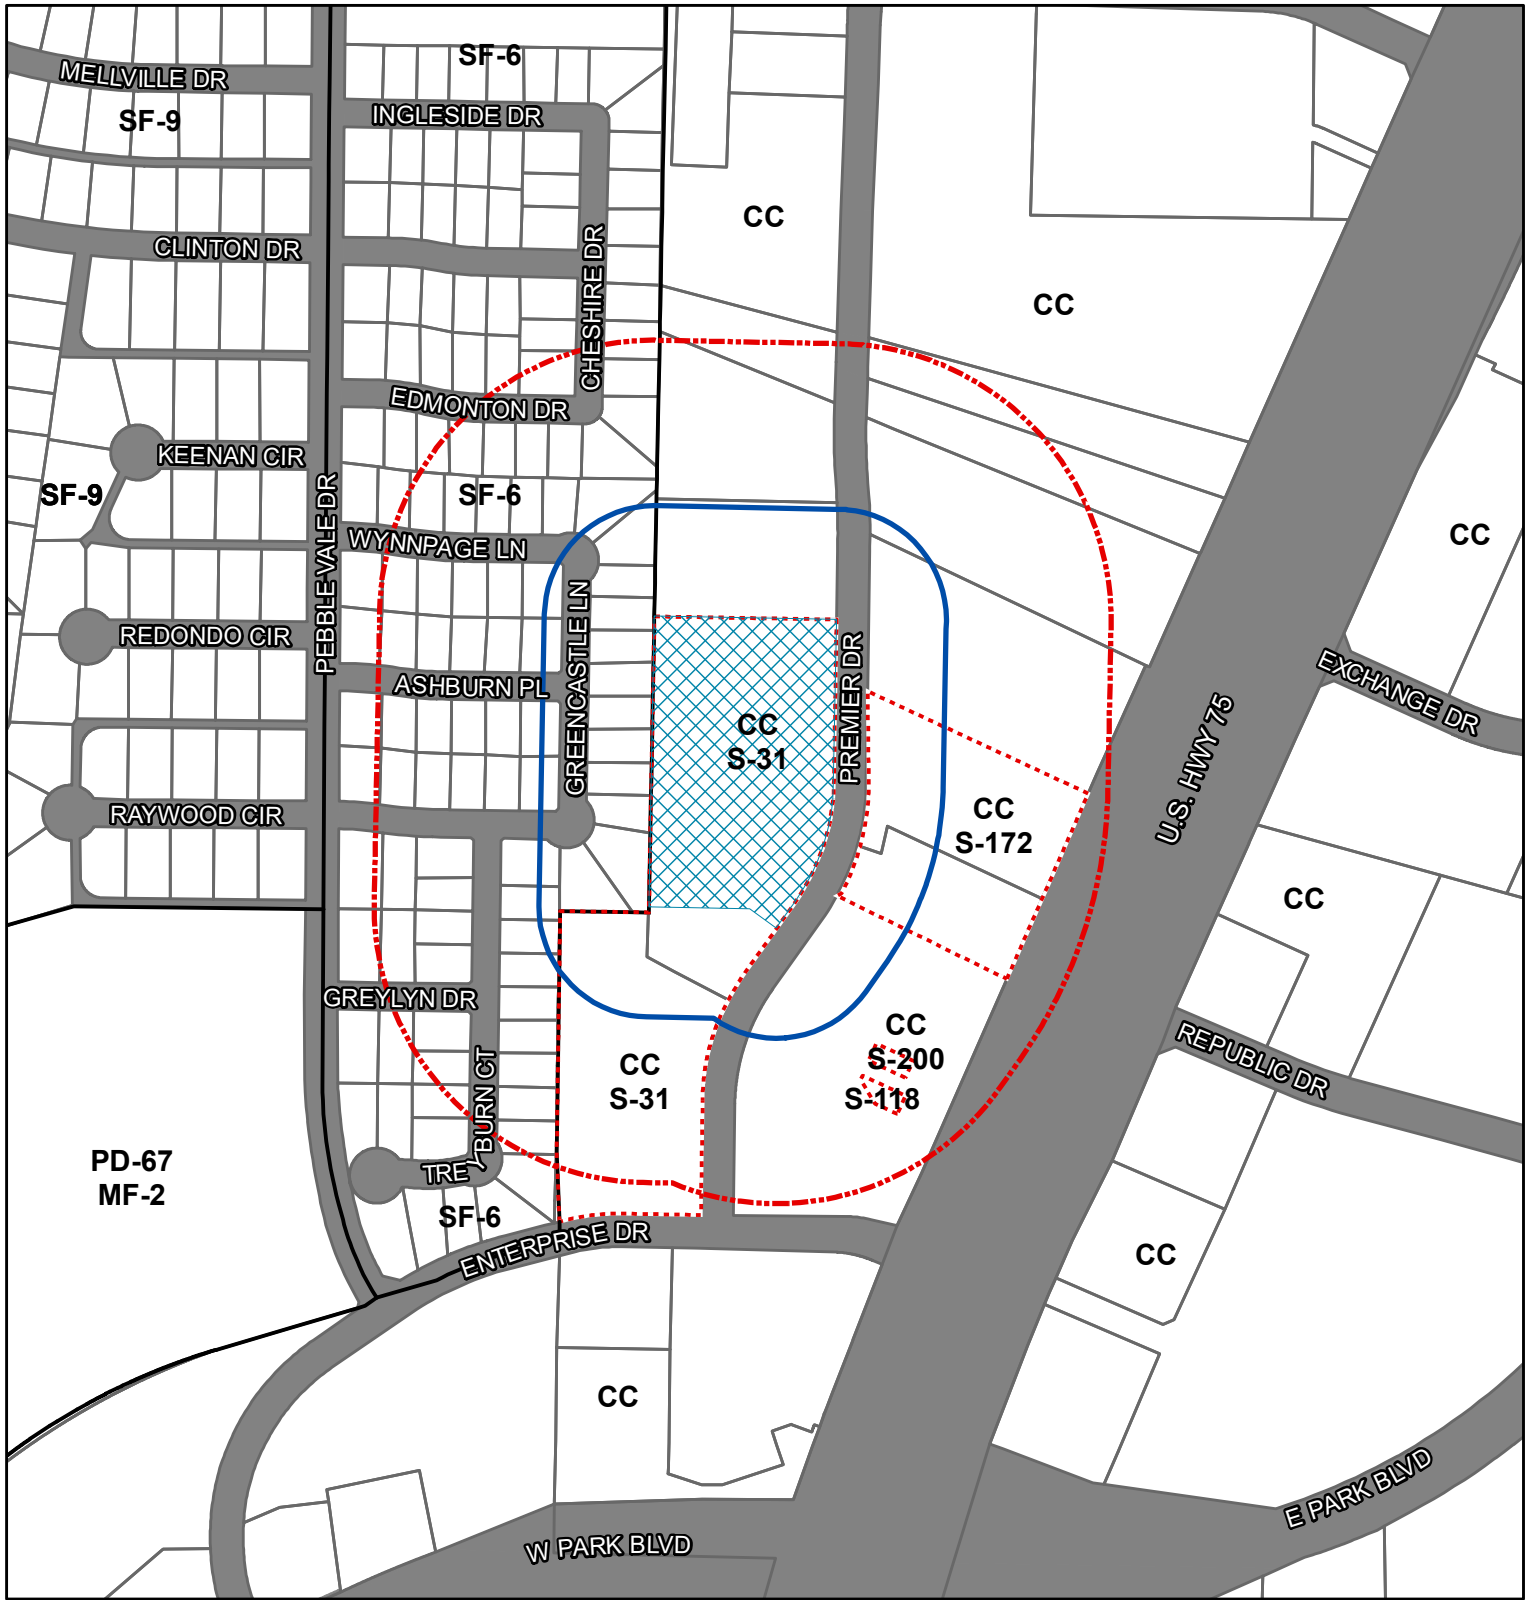 SF-6
MELLVILLE DR
INGLESIDE DR
SF-9
CC
CLINTON DR
CHESHIRE DR
CC
EDMONTON DR
KEENAN CIR
SF-9
SF-6
PEBBLE VALE DR
WYNNPAGE LN
CC
GREENCASTLE LN
REDONDO CIR
ASHBURN PL
PREMIER DR
EXCHANGE DR
CC
S-31
U.S. HWY 75
RAYWOOD CIR
CC
S-172
CC
GREYLYN DR
CC
S-200
S-118
CC
S-31
REPUBLIC DR
TREYBURN CT
PD-67
MF-2
SF-6
ENTERPRISE DR
CC
CC
E PARK BLVD
W PARK BLVD